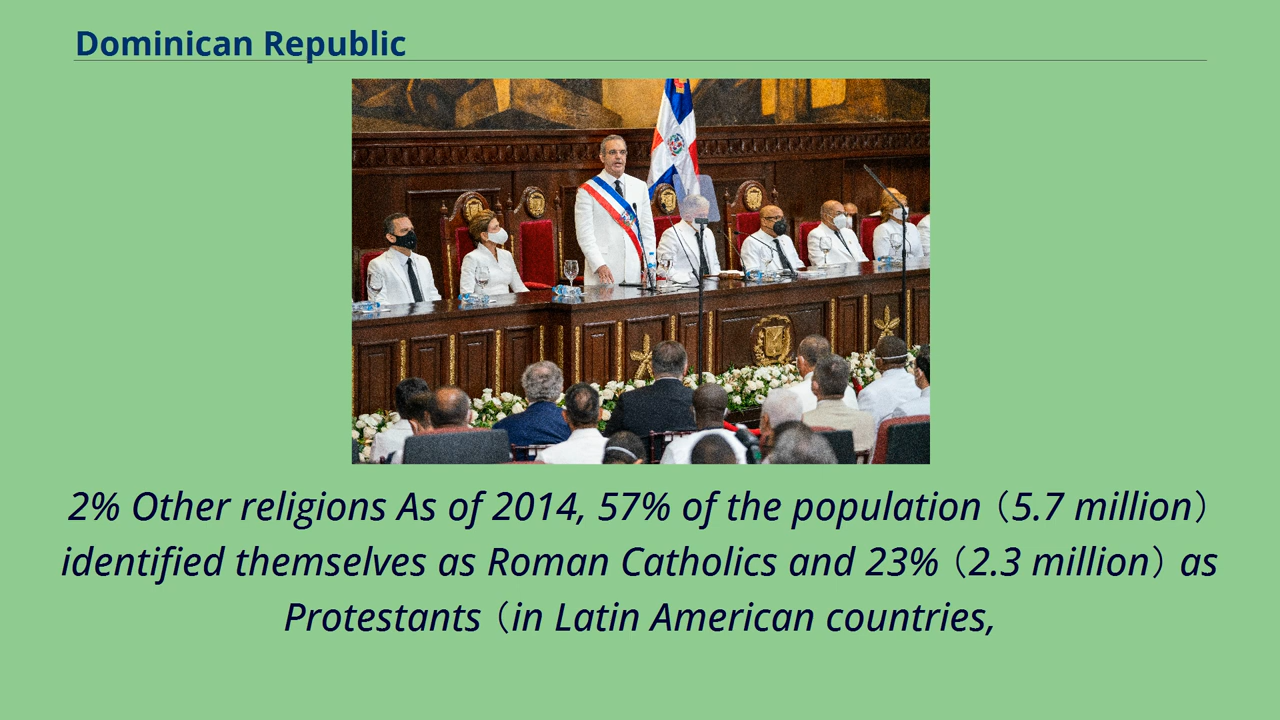 Dominican Republic
2% Other religions As of 2014, 57% of the population (5.7 million)
identified themselves as Roman Catholics and 23% (2.3 million) as
Protestants (in Latin American countries,